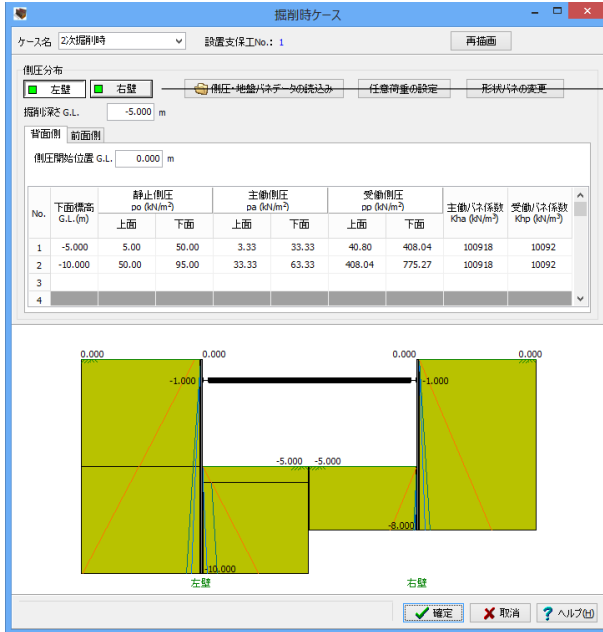 掘削時ケース
ケース名 2次掘削時 設置支保工No.: 1 再描画
側圧分布
左壁 右壁 側圧・地盤バネデータの読込み 任意荷重の設定 形状バネの変更
掘削深さ G.L. -5.000 m
背面側 前面側
側圧開始位置 G.L. 0.000 m
No. 下面標高 G.L.(m) 静止側圧 po (kN/m²) 主働側圧 pa (kN/m²) 受働側圧 pp (kN/m²) 主働バネ係数 Kha (kN/m³) 受働バネ係数 Khp (kN/m³)
上面 下面 上面 下面 上面 下面
1 -5.000 5.00 50.00 3.33 33.33 40.80 408.04 100918 10092
2 -10.000 50.00 95.00 33.33 63.33 408.04 775.27 100918 10092
3
4
0.000 0.000 0.000 0.000
-1.000 -1.000
-5.000 -5.000
-8.000
-10.000
左壁 右壁
確定 取消 ヘルプ(H)